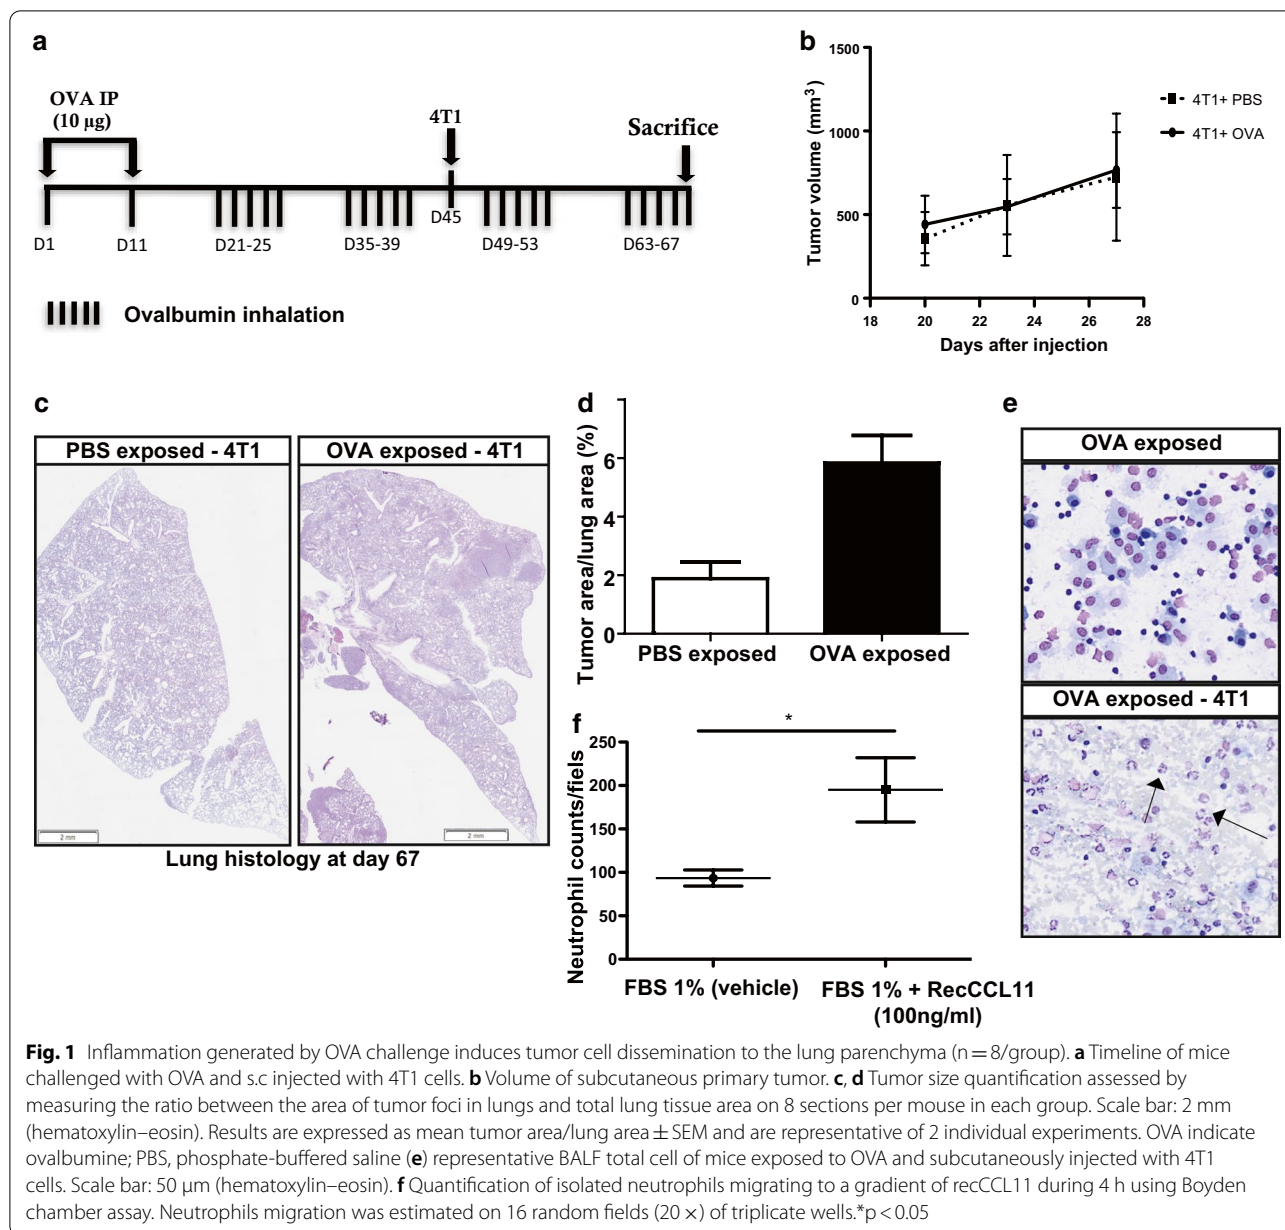 a
OVA IP
(10 µg)
4T1
Sacrifice
D1
D11
D21-25
D35-39
D45
D49-53
D63-67
Ovalbumin inhalation
b
Tumor volume (mm³)
1500
1000
500
0
18 20 22 24 26 28
Days after injection
4T1+ PBS
4T1+ OVA
c
PBS exposed - 4T1
OVA exposed - 4T1
2 mm
2 mm
Lung histology at day 67
d
Tumor area/lung area (%)
6
4
2
0
PBS exposed
OVA exposed
e
OVA exposed
OVA exposed - 4T1
f
*
Neutrophil counts/fiels
250
200
150
100
50
0
FBS 1% (vehicle)
FBS 1% + RecCCL11
(100ng/ml)
Fig. 1 Inflammation generated by OVA challenge induces tumor cell dissemination to the lung parenchyma (n = 8/group). a Timeline of mice
challenged with OVA and s.c injected with 4T1 cells. b Volume of subcutaneous primary tumor. c, d Tumor size quantification assessed by
measuring the ratio between the area of tumor foci in lungs and total lung tissue area on 8 sections per mouse in each group. Scale bar: 2 mm
(hematoxylin–eosin). Results are expressed as mean tumor area/lung area ± SEM and are representative of 2 individual experiments. OVA indicate
ovalbumine; PBS, phosphate-buffered saline (e) representative BALF total cell of mice exposed to OVA and subcutaneously injected with 4T1
cells. Scale bar: 50 µm (hematoxylin–eosin). f Quantification of isolated neutrophils migrating to a gradient of recCCL11 during 4 h using Boyden
chamber assay. Neutrophils migration was estimated on 16 random fields (20 ×) of triplicate wells.*p < 0.05